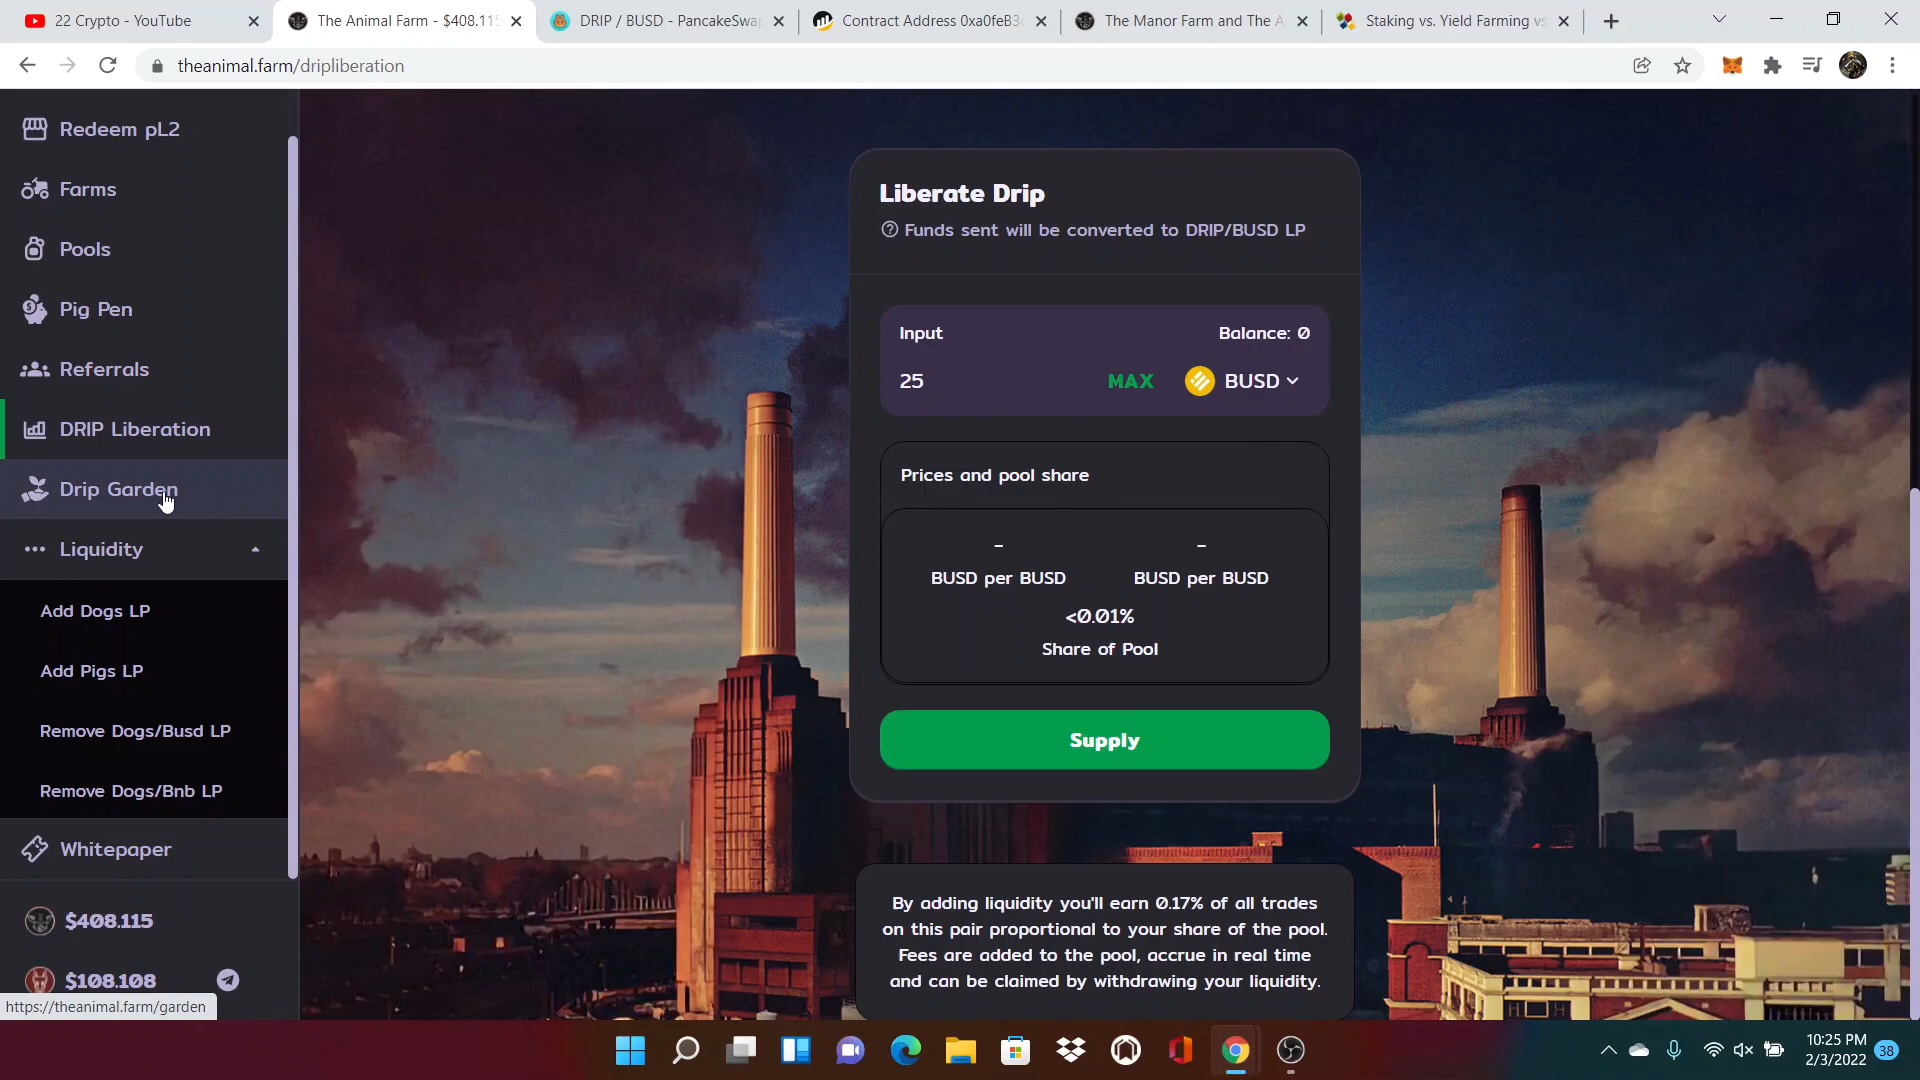 22 Crypto - YouTube
The Animal Farm - $408.115
DRIP / BUSD - PancakeSwap
Contract Address 0xa0feB3
The Manor Farm and The A
Staking vs. Yield Farming vs
theanimal.farm/dripliberation
Redeem pL2
Farms
Pools
Pig Pen
Referrals
DRIP Liberation
Drip Garden
Liquidity
Add Dogs LP
Add Pigs LP
Remove Dogs/Busd LP
Remove Dogs/Bnb LP
Whitepaper
$408.115
$108.108
https://theanimal.farm/garden
Liberate Drip
Funds sent will be converted to DRIP/BUSD LP
Input
Balance: 0
25
MAX
BUSD
Prices and pool share
- -
BUSD per BUSD BUSD per BUSD
<0.01%
Share of Pool
Supply
By adding liquidity you'll earn 0.17% of all trades
on this pair proportional to your share of the pool.
Fees are added to the pool, accrue in real time
and can be claimed by withdrawing your liquidity.
10:25 PM
2/3/2022
38